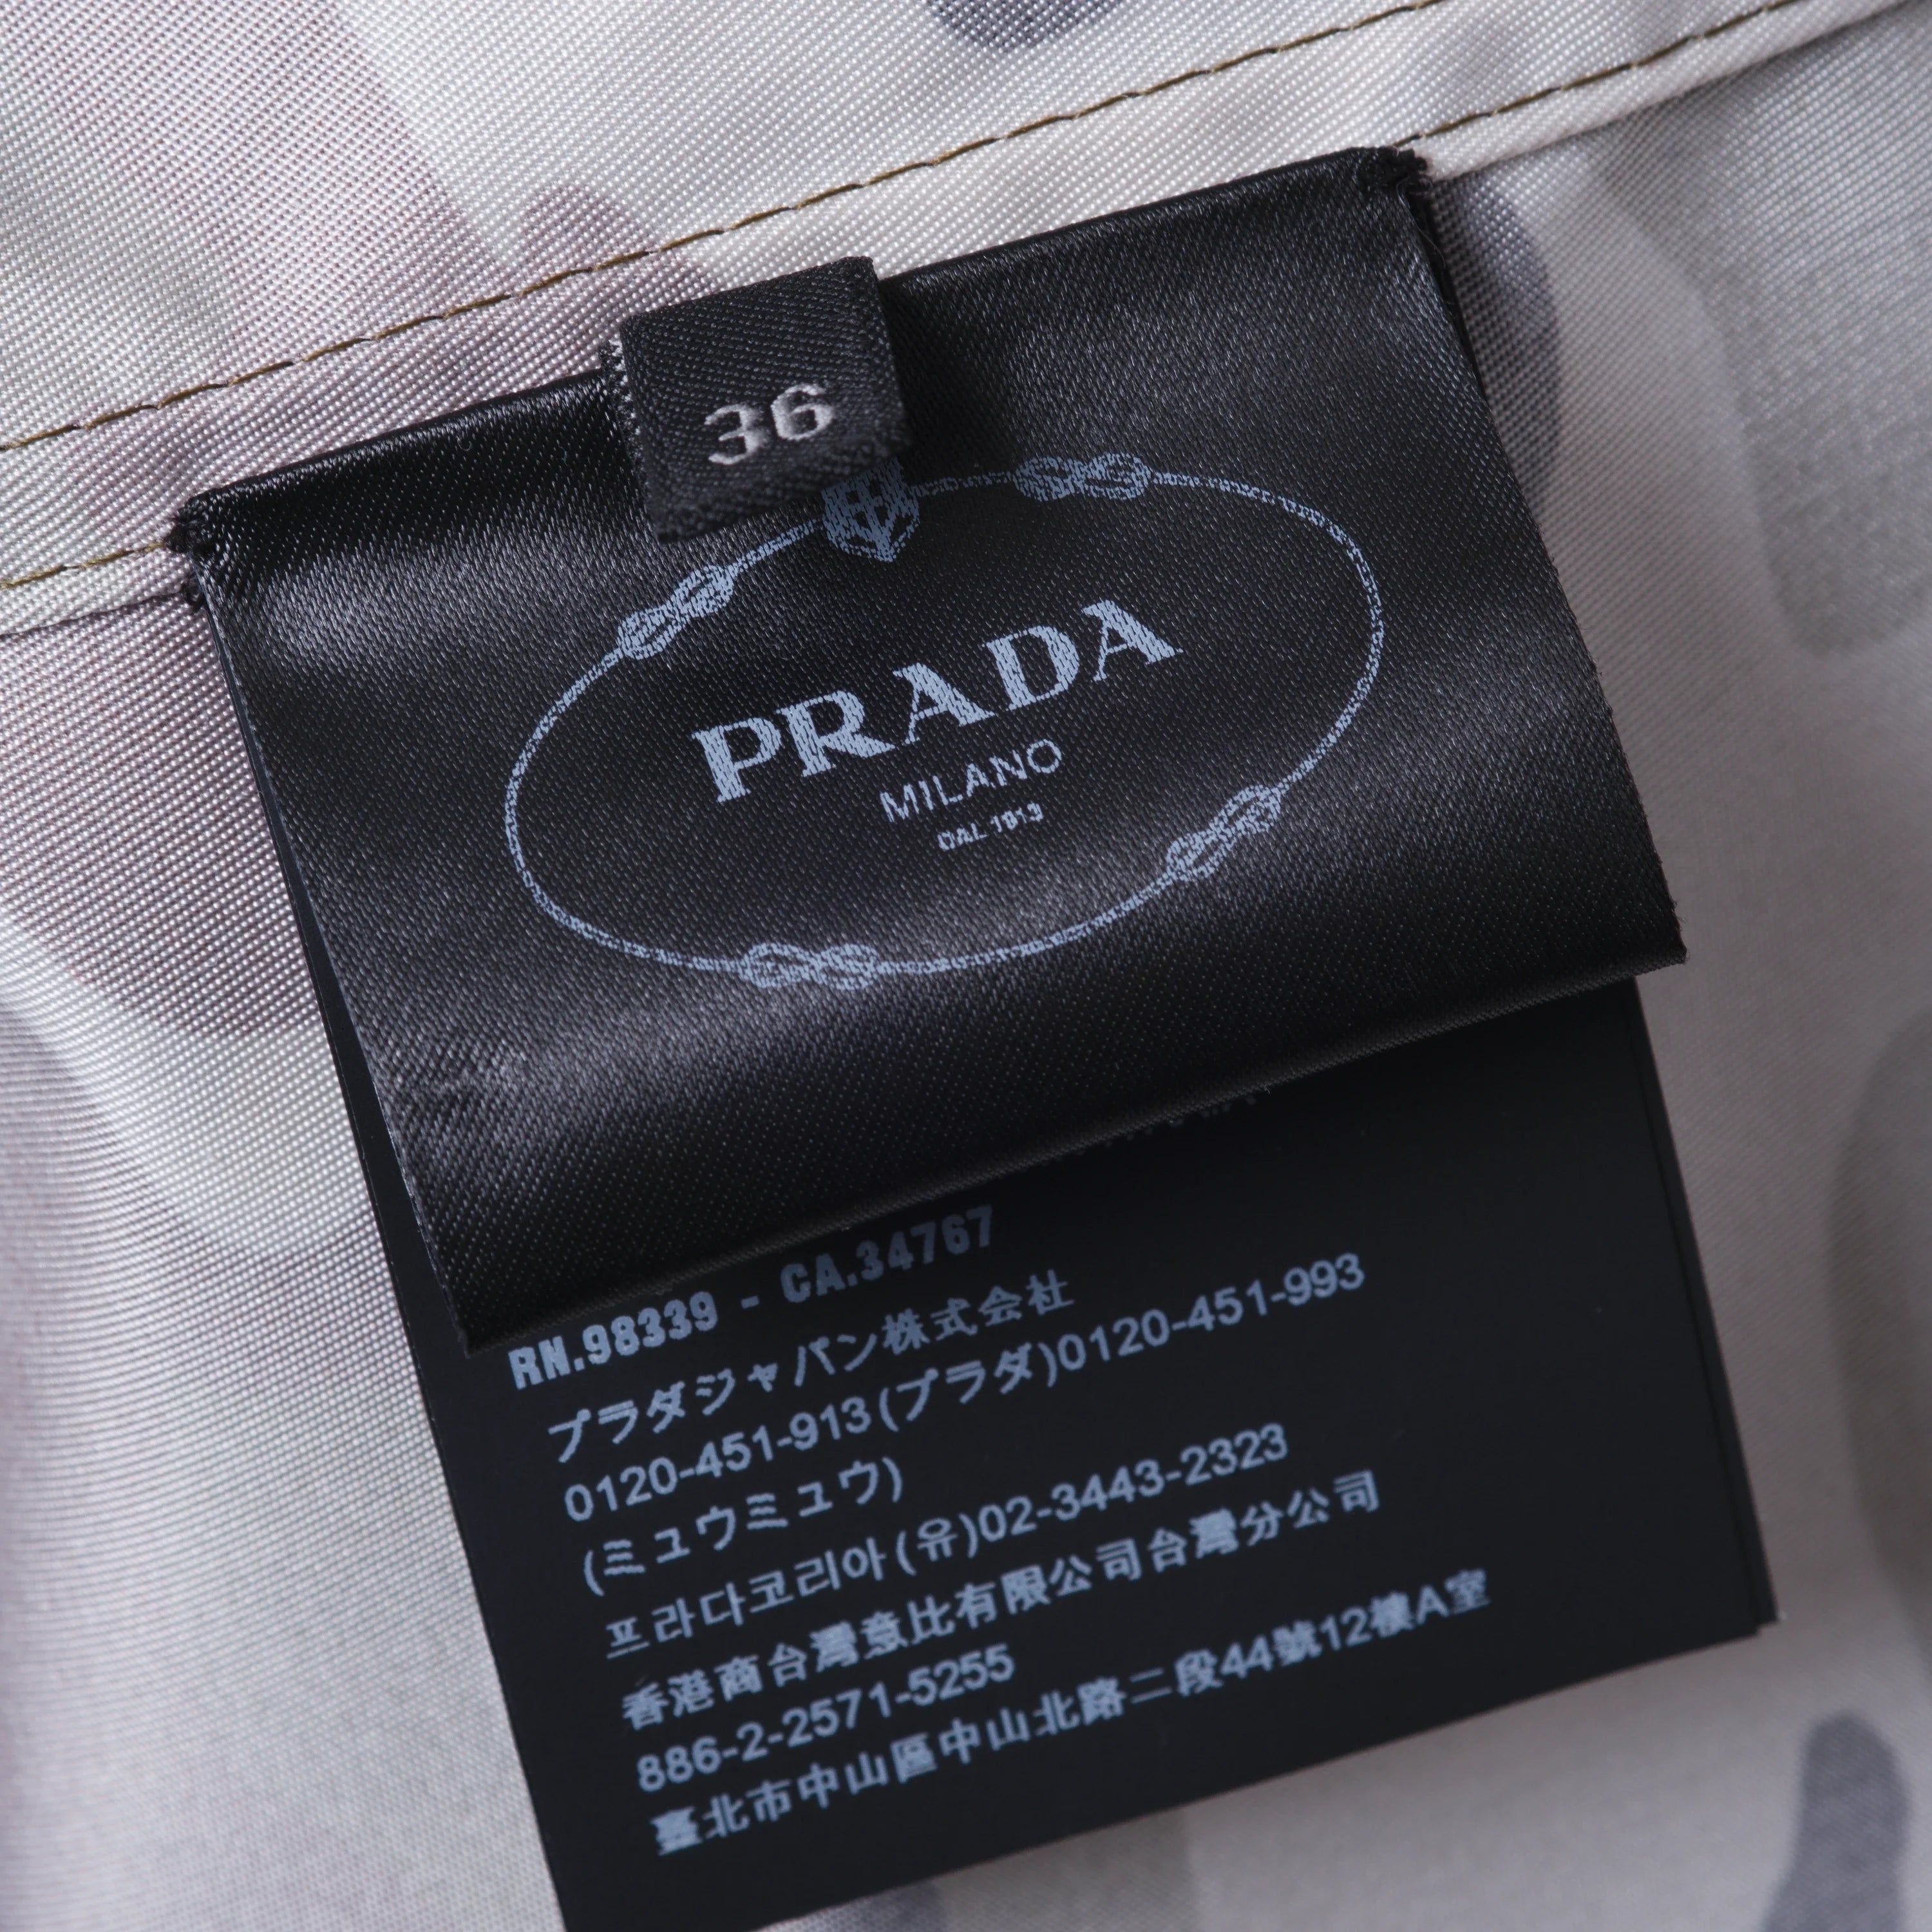 36
PRADA
MILANO
DAL 1913
RN.98339 - CA.34767
プラダジャパン株式会社
0120-451-913(プラダ)0120-451-993
(ミュウミュウ)
프라다코리아(유)02-3443-2323
香港商台灣意比有限公司台灣分公司
886-2-2571-5255
臺北市中山區中山北路二段44號12樓A室